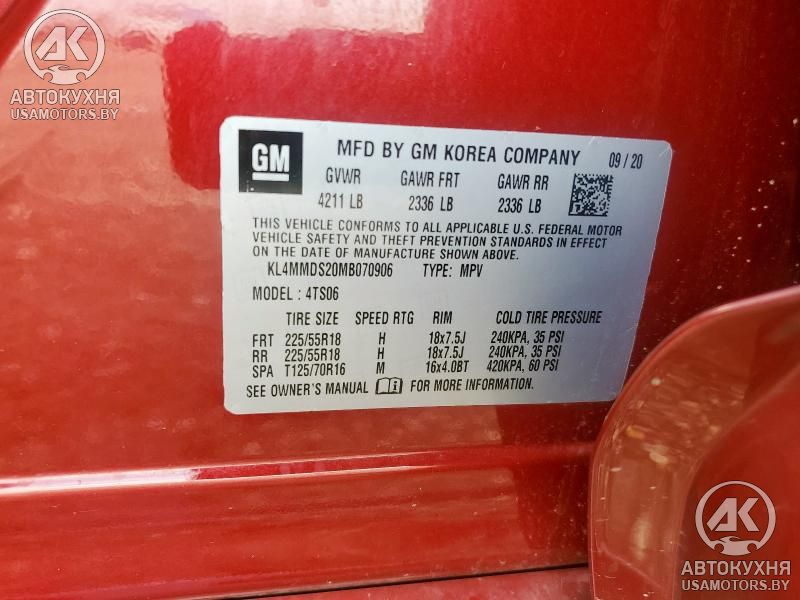 AK
АВТОКУХНЯ
USAMOTORS.BY
GM
MFD BY GM KOREA COMPANY 09 / 20
GVWR GAWR FRT GAWR RR
4211 LB 2336 LB 2336 LB
THIS VEHICLE CONFORMS TO ALL APPLICABLE U.S. FEDERAL MOTOR
VEHICLE SAFETY AND THEFT PREVENTION STANDARDS IN EFFECT
ON THE DATE OF MANUFACTURE SHOWN ABOVE.
KL4MMDS20MB070906 TYPE: MPV
MODEL : 4TS06
TIRE SIZE SPEED RTG RIM COLD TIRE PRESSURE
FRT 225/55R18 H 18x7.5J 240KPA, 35 PSI
RR 225/55R18 H 18x7.5J 240KPA, 35 PSI
SPA T125/70R16 M 16x4.0BT 420KPA, 60 PSI
SEE OWNER'S MANUAL FOR MORE INFORMATION.
AK
АВТОКУХНЯ
USAMOTORS.BY